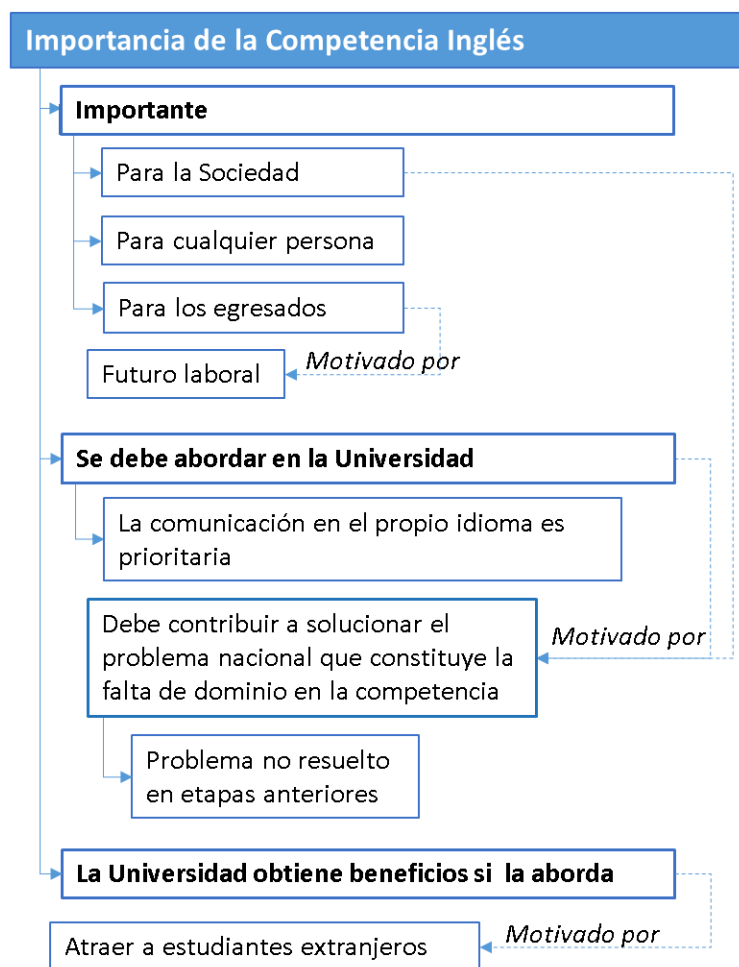 Importancia de la Competencia Inglés
Importante
Para la Sociedad
Para cualquier persona
Para los egresados
Motivado por
Futuro laboral
Se debe abordar en la Universidad
La comunicación en el propio idioma es
prioritaria
Debe contribuir a solucionar el
problema nacional que constituye la
falta de dominio en la competencia
Motivado por
Problema no resuelto
en etapas anteriores
La Universidad obtiene beneficios si la aborda
Motivado por
Atraer a estudiantes extranjeros